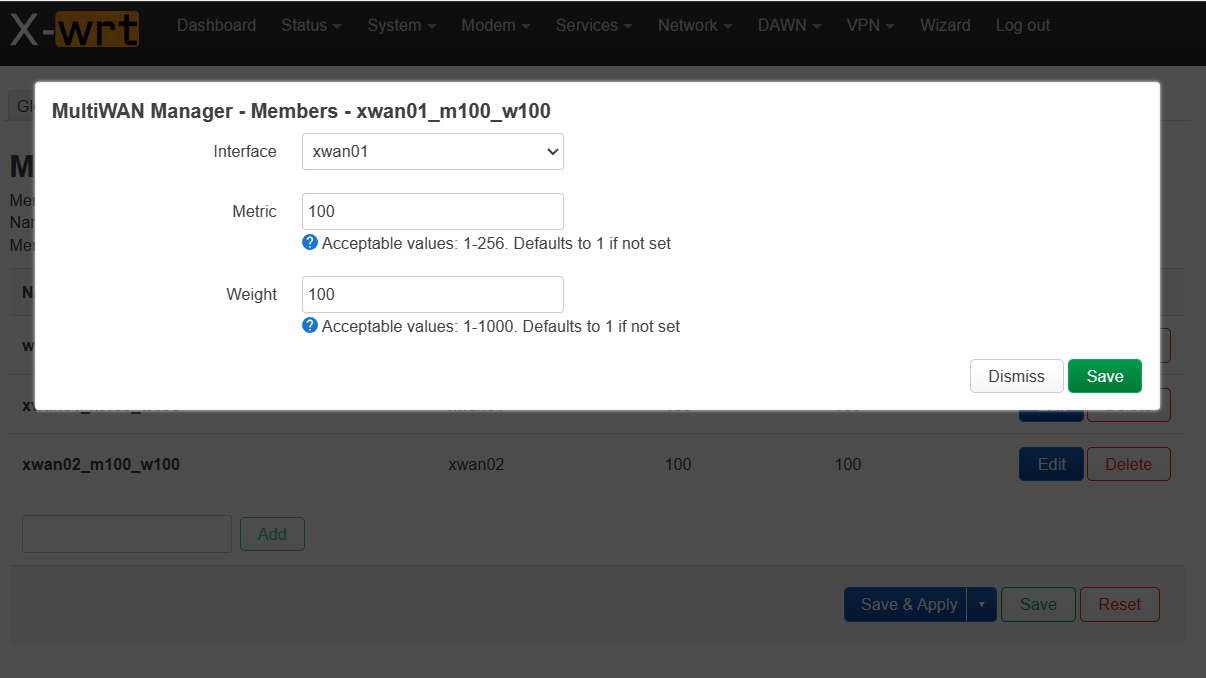 X-wrt Dashboard Status System Modem Services Network DAWN VPN Wizard Log out
MultiWAN Manager - Members - xwan01_m100_w100
Interface xwan01
Metric 100
Acceptable values: 1-256. Defaults to 1 if not set
Weight 100
Acceptable values: 1-1000. Defaults to 1 if not set
Dismiss Save
xwan02_m100_w100 xwan02 100 100 Edit Delete
Add
Save & Apply Save Reset